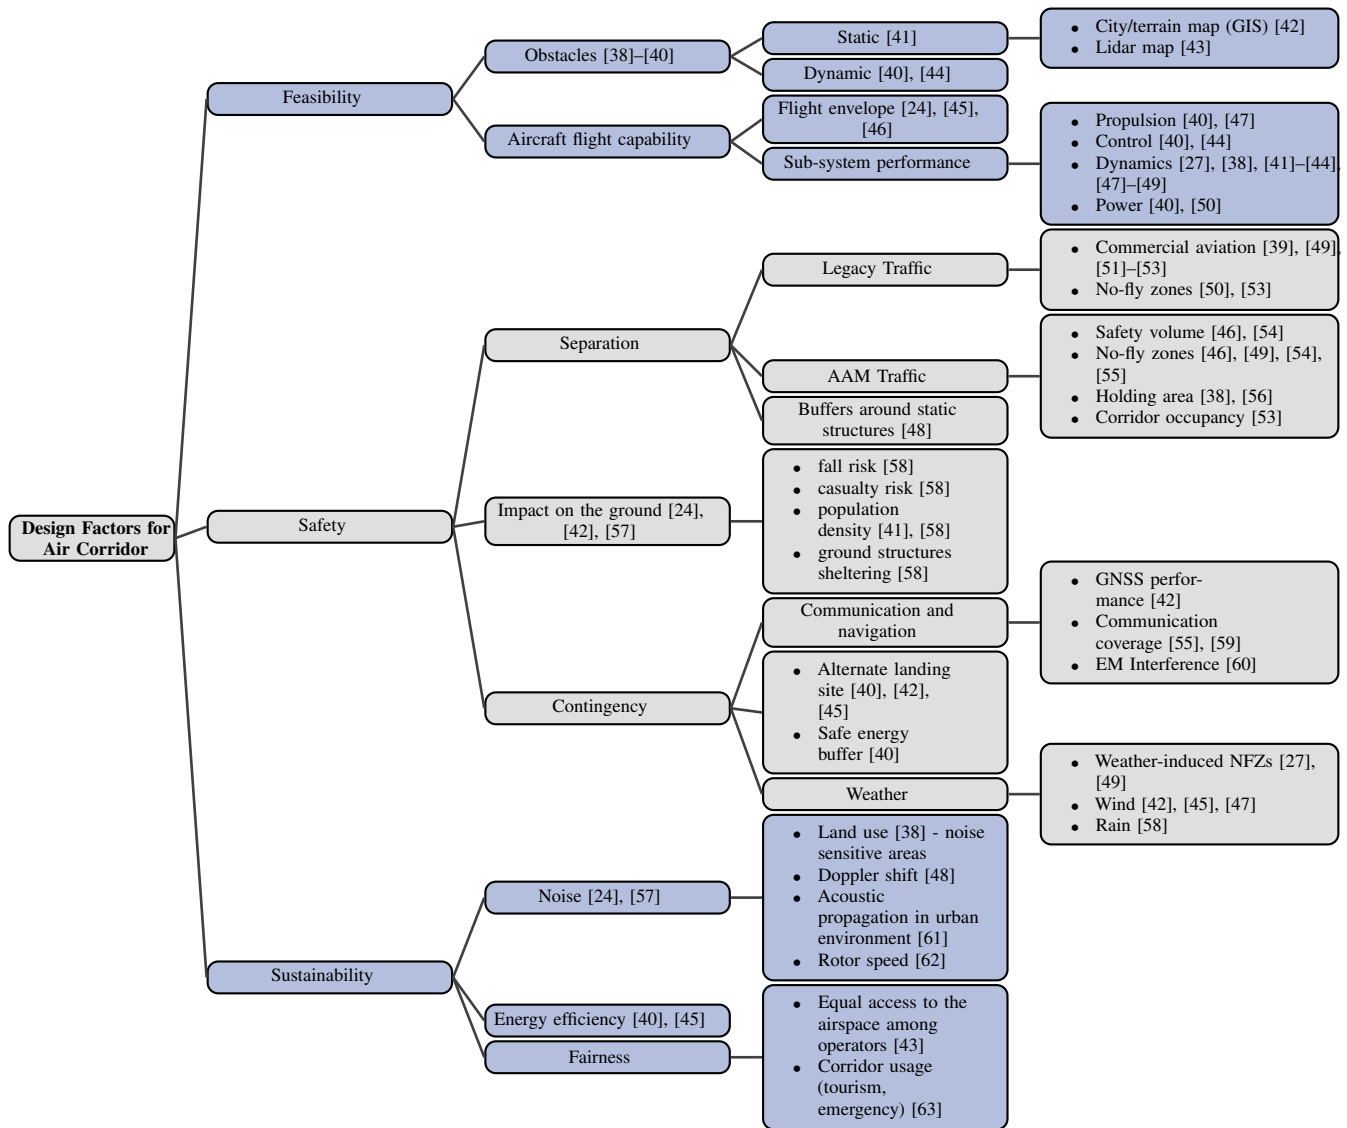 Design Factors for
Air Corridor
Feasibility
Obstacles [38]–[40]
Static [41]
• City/terrain map (GIS) [42]
• Lidar map [43]
Dynamic [40], [44]
Aircraft flight capability
Flight envelope [24], [45],
[46]
Sub-system performance
• Propulsion [40], [47]
• Control [40], [44]
• Dynamics [27], [38], [41]–[44],
[47]–[49]
• Power [40], [50]
Safety
Separation
Legacy Traffic
• Commercial aviation [39], [49],
[51]–[53]
• No-fly zones [50], [53]
AAM Traffic
• Safety volume [46], [54]
• No-fly zones [46], [49], [54],
[55]
• Holding area [38], [56]
• Corridor occupancy [53]
Buffers around static
structures [48]
Impact on the ground [24],
[42], [57]
• fall risk [58]
• casualty risk [58]
• population
density [41], [58]
• ground structures
sheltering [58]
Contingency
Communication and
navigation
• GNSS perfor-
mance [42]
• Communication
coverage [55], [59]
• EM Interference [60]
• Alternate landing
site [40], [42],
[45]
• Safe energy
buffer [40]
Weather
• Weather-induced NFZs [27],
[49]
• Wind [42], [45], [47]
• Rain [58]
Sustainability
Noise [24], [57]
• Land use [38] - noise
sensitive areas
• Doppler shift [48]
• Acoustic
propagation in urban
environment [61]
• Rotor speed [62]
Energy efficiency [40], [45]
Fairness
• Equal access to the
airspace among
operators [43]
• Corridor usage
(tourism,
emergency) [63]